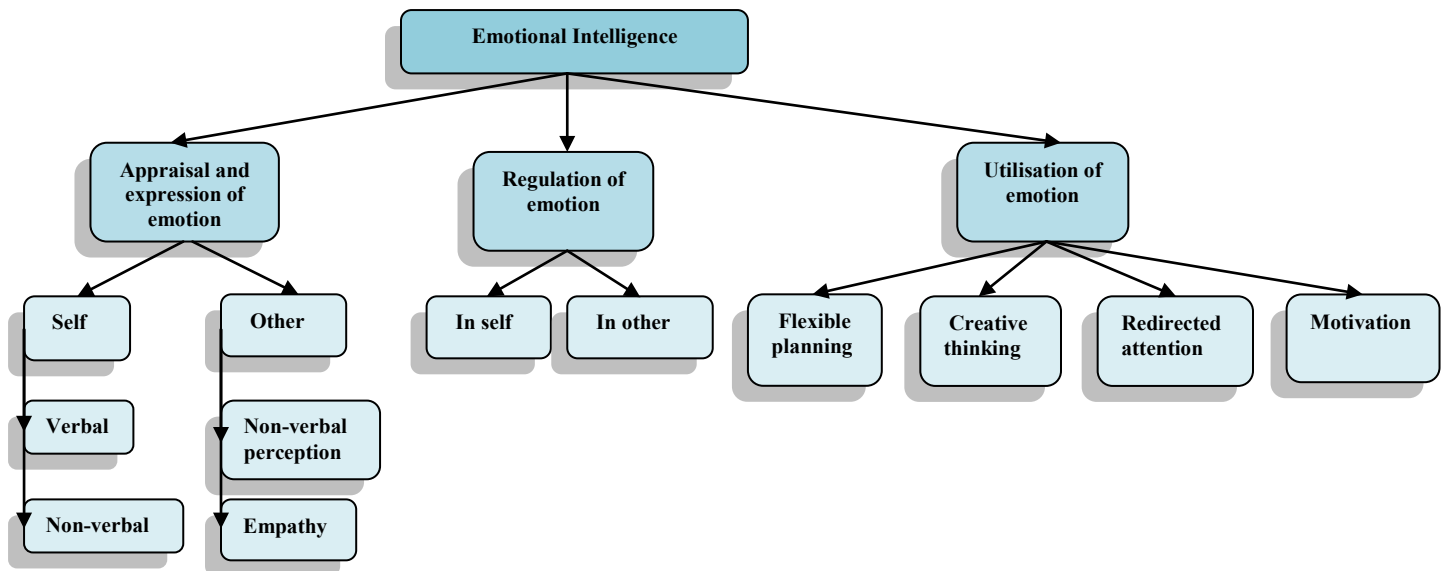 Emotional Intelligence
Appraisal and
expression of
emotion
Regulation of
emotion
Utilisation of
emotion
Self
Other
In self
In other
Flexible
planning
Creative
thinking
Redirected
attention
Motivation
Verbal
Non-verbal
perception
Non-verbal
Empathy